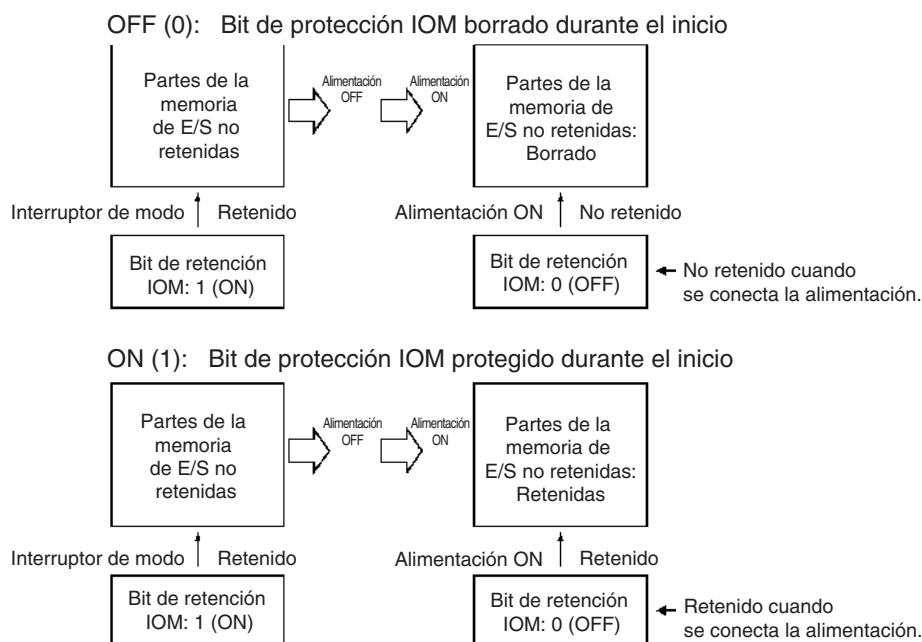 OFF (0): Bit de protección IOM borrado durante el inicio
Partes de la
memoria
de E/S no
retenidas
Alimentación
OFF
Alimentación
ON
Partes de la
memoria de
E/S no retenidas:
Borrado
Interruptor de modo
Retenido
Alimentación ON
No retenido
Bit de retención
IOM: 1 (ON)
Bit de retención
IOM: 0 (OFF)
No retenido cuando
se conecta la alimentación.
ON (1): Bit de protección IOM protegido durante el inicio
Partes de la
memoria
de E/S no
retenidas
Alimentación
OFF
Alimentación
ON
Partes de la
memoria de
E/S no retenidas:
Retenidas
Interruptor de modo
Retenido
Alimentación ON
Retenido
Bit de retención
IOM: 1 (ON)
Bit de retención
IOM: 0 (OFF)
Retenido cuando
se conecta la alimentación.